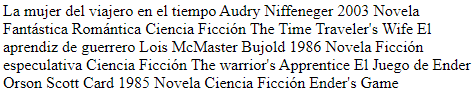 La mujer del viajero en el tiempo Audry Niffeneger 2003 Novela
Fantástica Romántica Ciencia Ficción The Time Traveler's Wife El
aprendiz de guerrero Lois McMaster Bujold 1986 Novela Ficción
especulativa Ciencia Ficción The warrior's Apprentice El Juego de Ender
Orson Scott Card 1985 Novela Ciencia Ficción Ender's Game